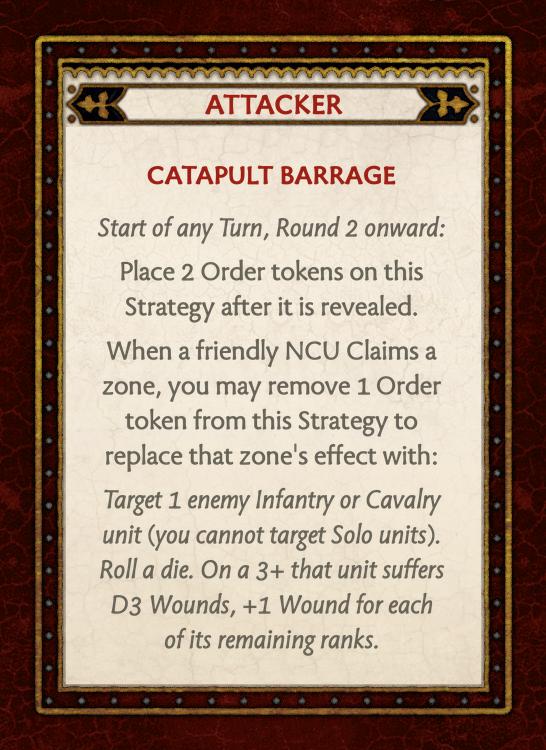 ATTACKER
CATAPULT BARRAGE
Start of any Turn, Round 2 onward:
Place 2 Order tokens on this
Strategy after it is revealed.
When a friendly NCU Claims a
zone, you may remove 1 Order
token from this Strategy to
replace that zone's effect with:
Target 1 enemy Infantry or Cavalry
unit (you cannot target Solo units).
Roll a die. On a 3+ that unit suffers
D3 Wounds, +1 Wound for each
of its remaining ranks.